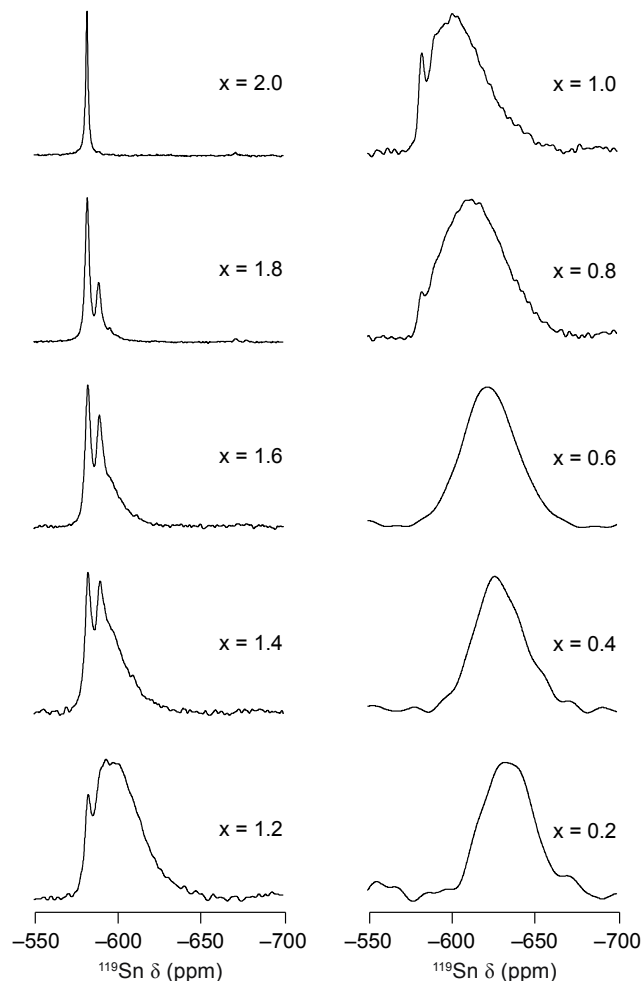 x = 2.0
x = 1.8
x = 1.6
x = 1.4
x = 1.2
–550 –600 –650 –700
¹¹⁹Sn δ (ppm)
x = 1.0
x = 0.8
x = 0.6
x = 0.4
x = 0.2
–550 –600 –650 –700
¹¹⁹Sn δ (ppm)